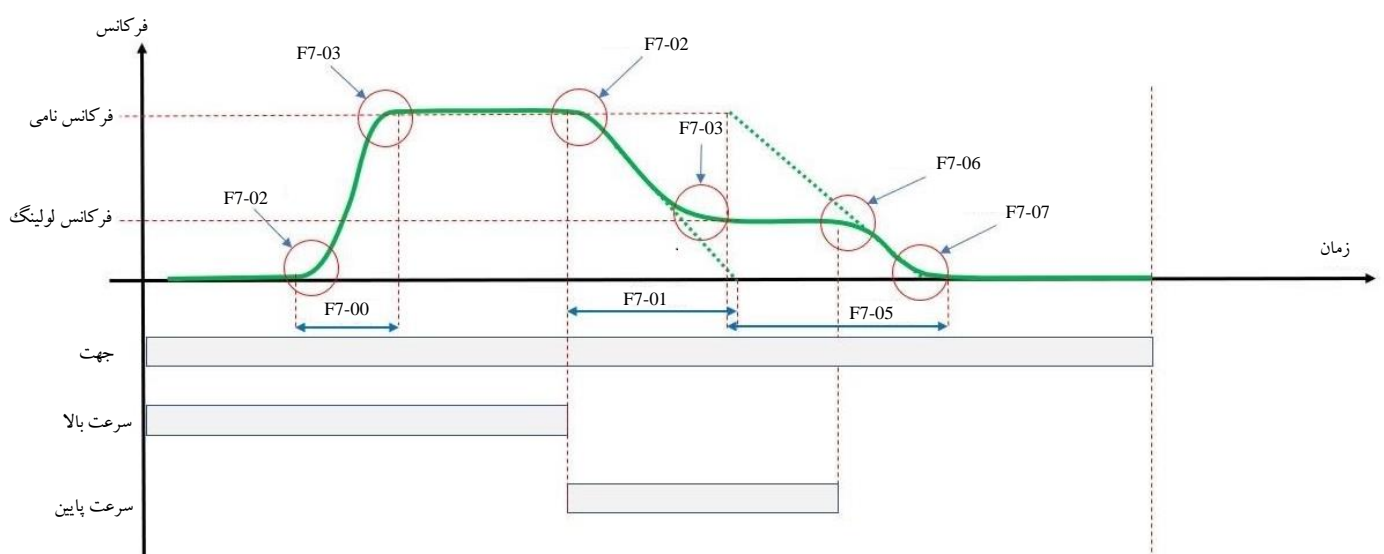 فرکانس
F7-03
F7-02
فرکانس نامی
F7-03
F7-06
F7-02
F7-07
فرکانس لولینگ
زمان
F7-00
F7-01
F7-05
جهت
سرعت بالا
سرعت پایین